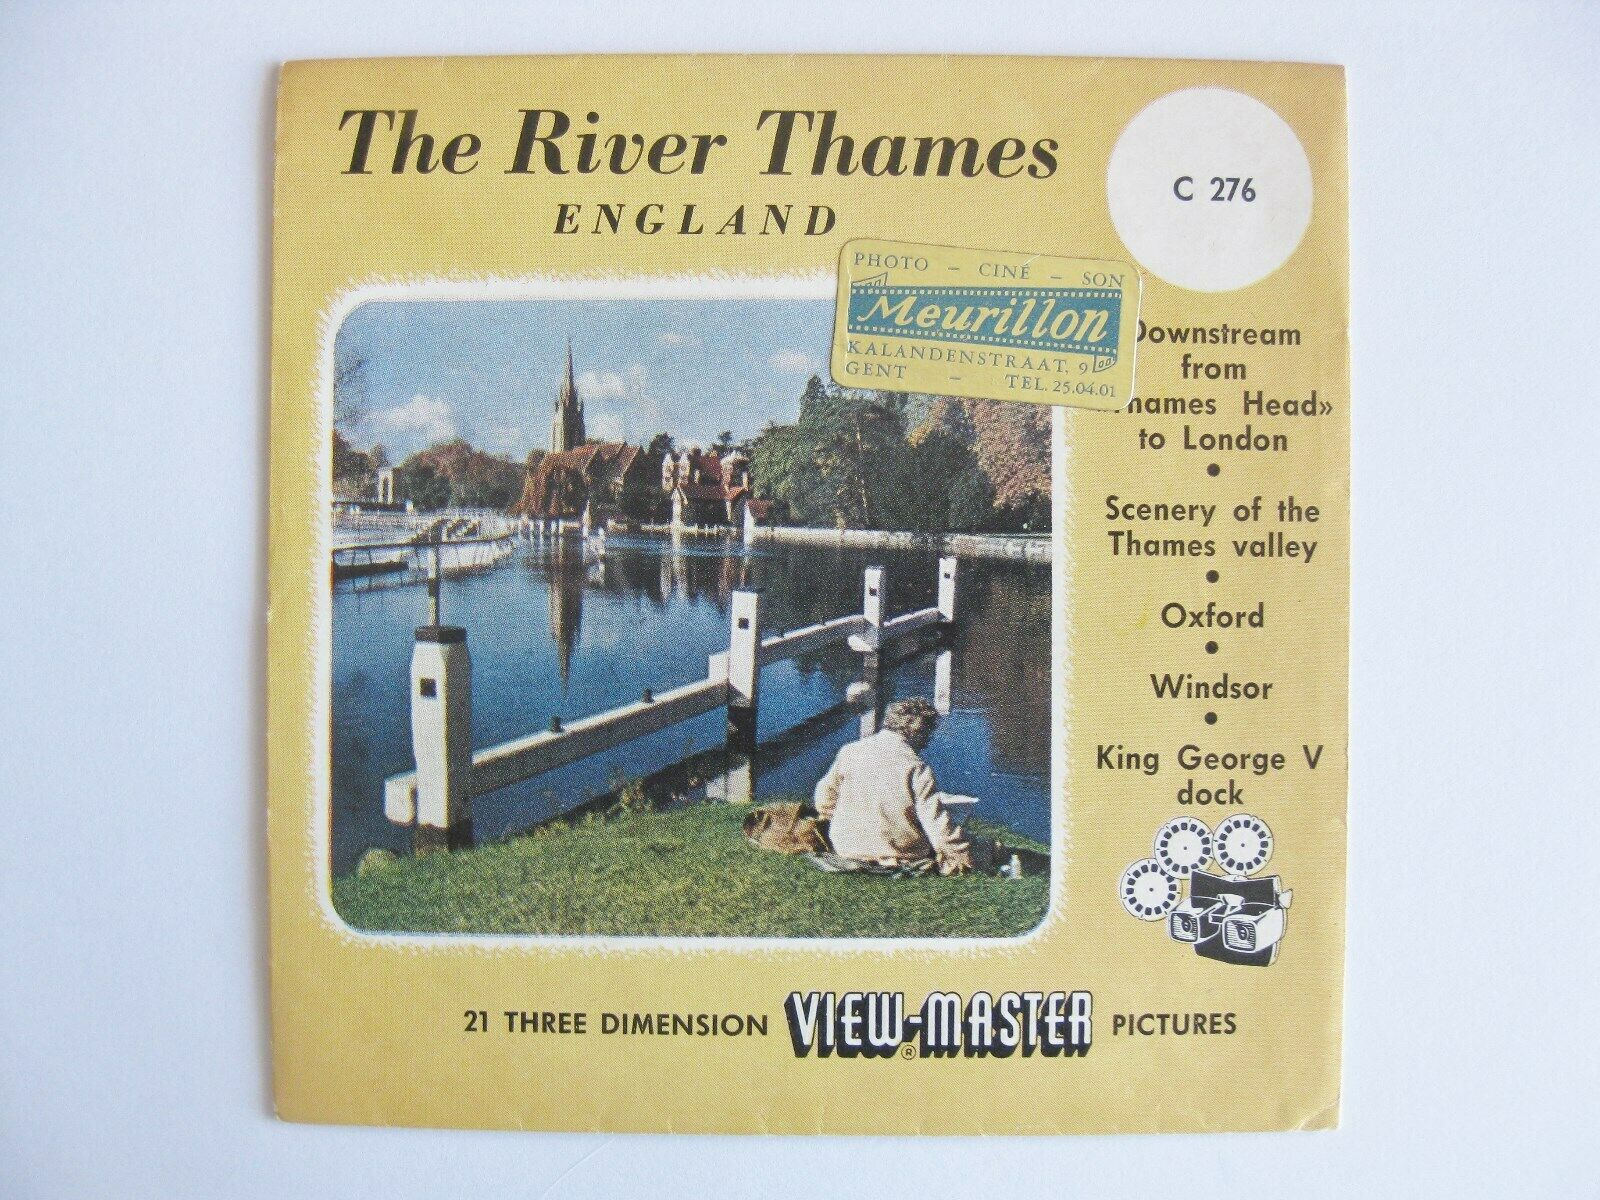 The River Thames
ENGLAND
C 276
PHOTO – CINÉ – SON
Meurillon
KALANDENSTRAAT, 9
GENT – TEL. 25.04.01
Downstream
from
«Thames Head»
to London
•
Scenery of the
Thames valley
•
Oxford
•
Windsor
•
King George V
dock
21 THREE DIMENSION VIEW-MASTER® PICTURES